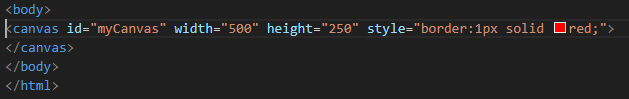 <body>
<canvas id="myCanvas" width="500" height="250" style="border:1px solid red;">
</canvas>
</body>
</html>